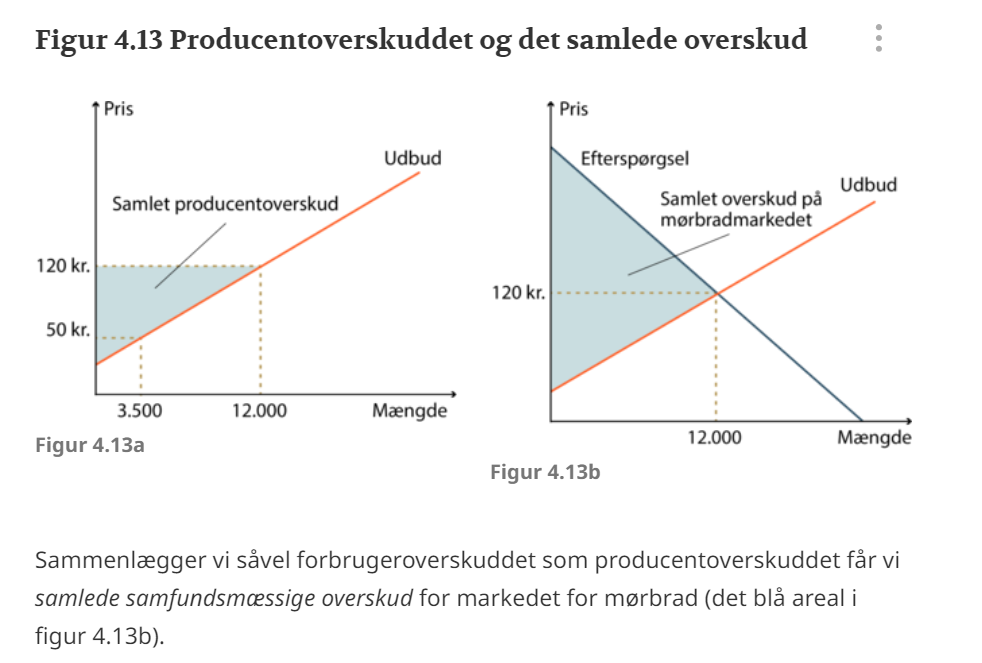 Figur 4.13 Producentoverskuddet og det samlede overskud
Pris
Udbud
Samlet producentoverskud
120 kr.
50 kr.
3.500
12.000
Mængde
Figur 4.13a
Pris
Efterspørgsel
Samlet overskud på
mørbradmarkedet
Udbud
120 kr.
12.000
Mængde
Figur 4.13b
Sammenlægger vi såvel forbrugeroverskuddet som producentoverskuddet får vi
samlede samfundsmæssige overskud for markedet for mørbrad (det blå areal i
figur 4.13b).